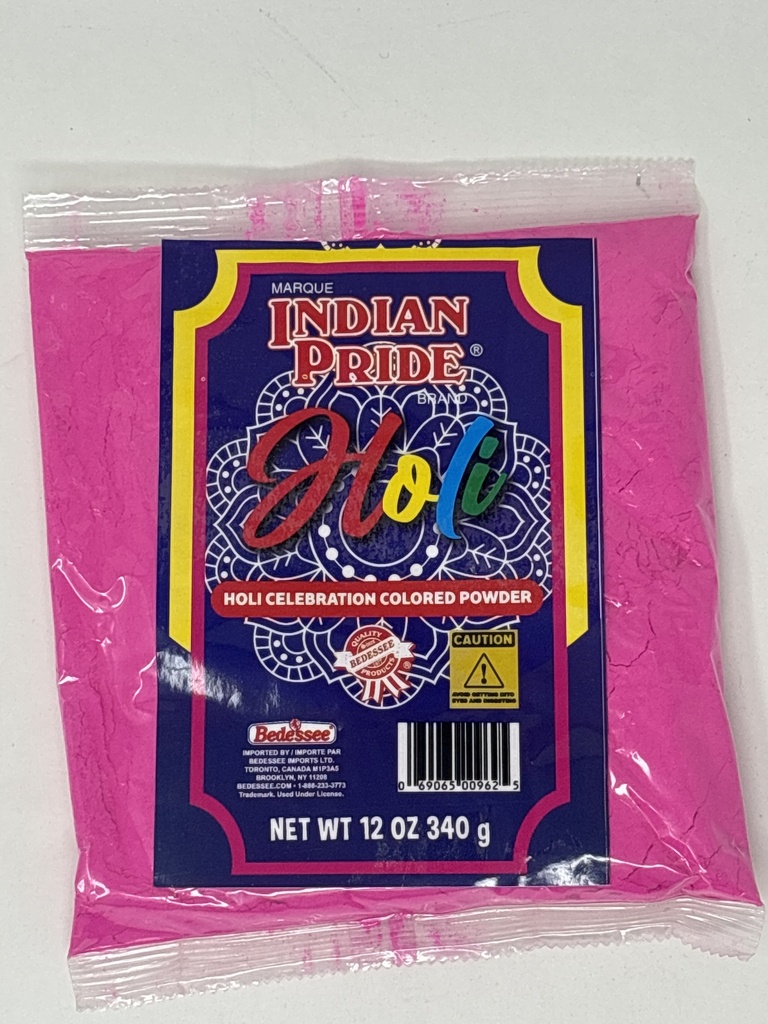 MARQUE
INDIAN
PRIDE®
BRAND
Holi
HOLI CELEBRATION COLORED POWDER
QUALITY
BEDESSEE
PRODUCTS
®
CAUTION
AVOID GETTING INTO
EYES AND INGESTING
Bedessee®
IMPORTED BY / IMPORTE PAR
BEDESSEE IMPORTS LTD.
TORONTO, CANADA M1P3A5
BROOKLYN, NY 11208
BEDESSEE.COM • 1-866-233-3773
Trademark. Used Under License.
0 69065 00962 5
NET WT 12 OZ 340 g